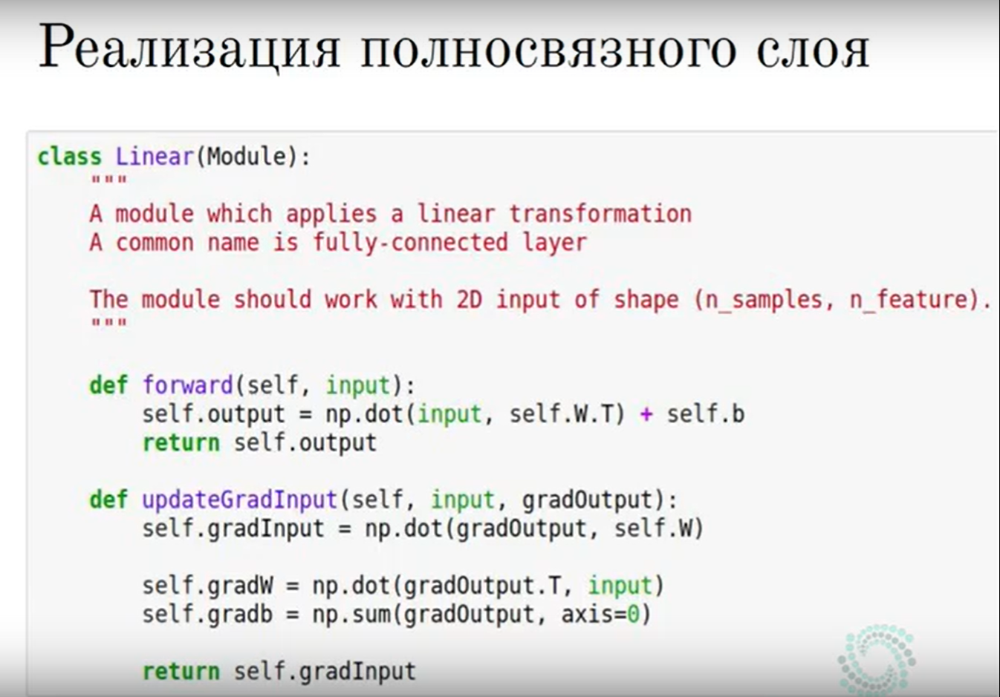 Реализация полносвязного слоя
class Linear(Module):
"""
A module which applies a linear transformation
A common name is fully-connected layer
The module should work with 2D input of shape (n_samples, n_feature).
"""
def forward(self, input):
self.output = np.dot(input, self.W.T) + self.b
return self.output
def updateGradInput(self, input, gradOutput):
self.gradInput = np.dot(gradOutput, self.W)
self.gradW = np.dot(gradOutput.T, input)
self.gradb = np.sum(gradOutput, axis=0)
return self.gradInput